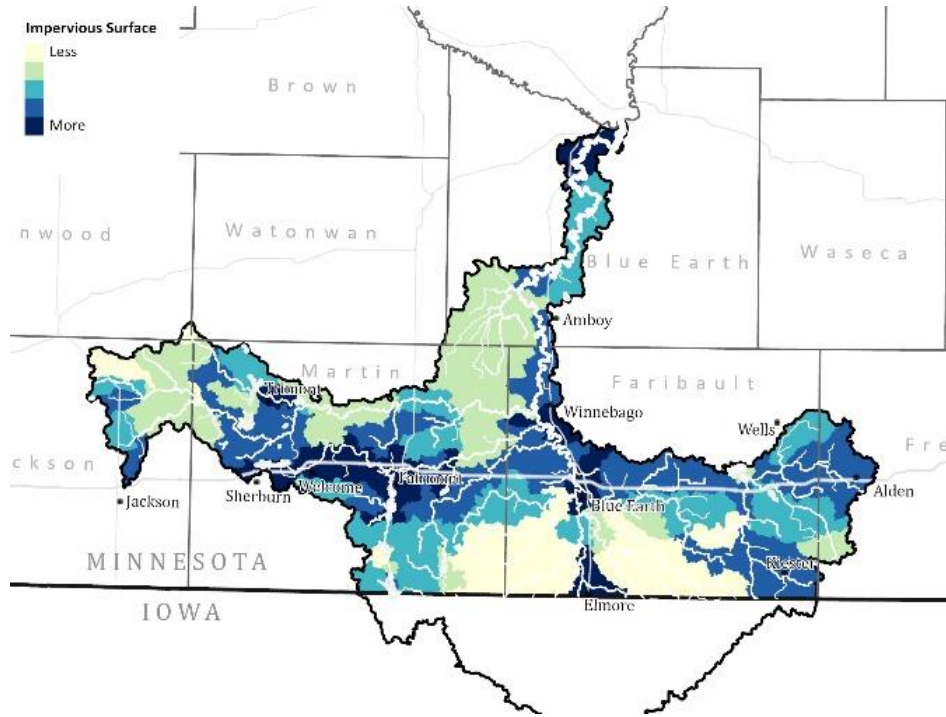 Impervious Surface
Less
More
Brown
nwood
Watonwan
Blue Earth
Waseca
Amboy
Martin
Faribault
Winnebago
Wells
Fre
ckson
Jackson
Sherburn
Welcome
Fairmont
Blue Earth
Alden
Kiester
MINNESOTA
Elmore
IOWA